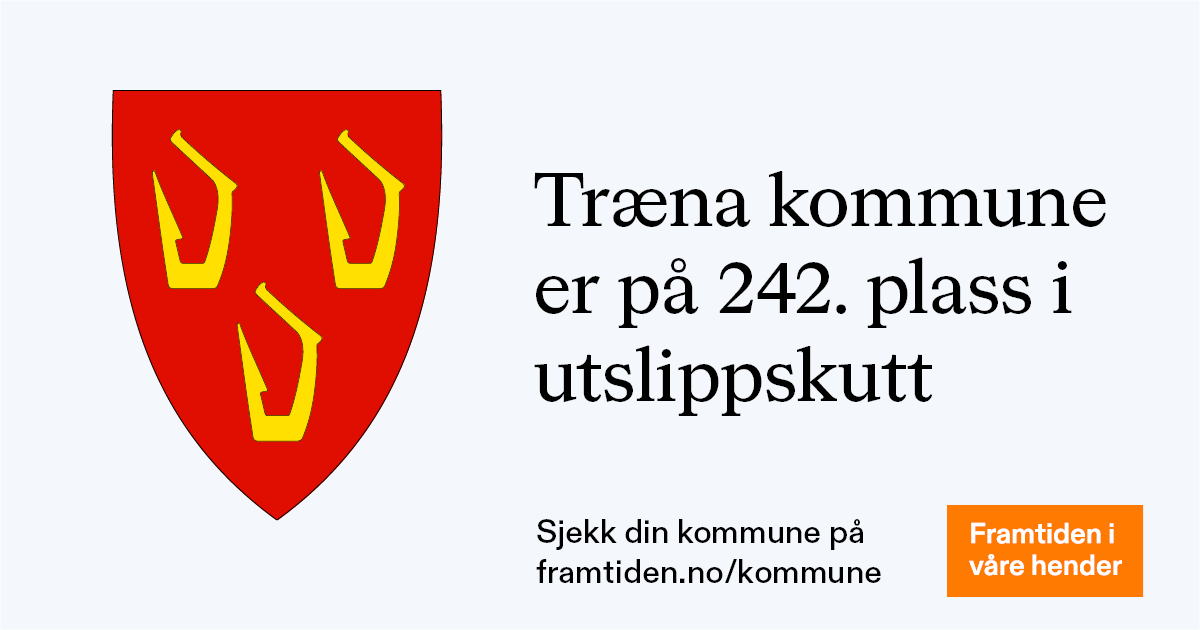 Træna kommune
er på 242. plass i
utslippskutt
Sjekk din kommune på
framtiden.no/kommune
Framtiden i
våre hender